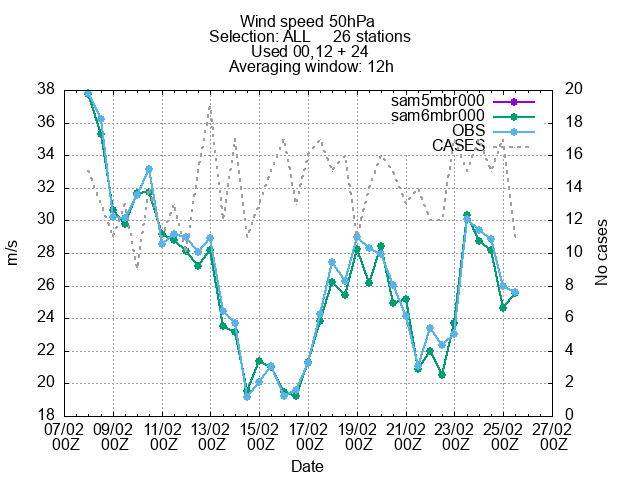 Wind speed 50hPa
Selection: ALL 26 stations
Used 00,12 + 24
Averaging window: 12h
sam5mbr000
sam6mbr000
OBS
CASES
38
36
34
32
30
28
26
24
22
20
18
m/s
20
18
16
14
12
10
8
6
4
2
0
No cases
07/02 09/02 11/02 13/02 15/02 17/02 19/02 21/02 23/02 25/02 27/02
00Z 00Z 00Z 00Z 00Z 00Z 00Z 00Z 00Z 00Z 00Z
Date